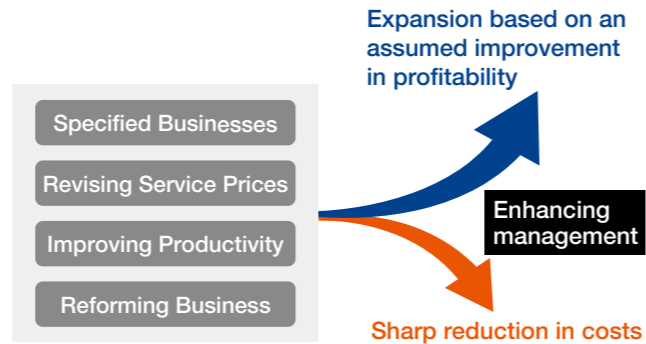 Expansion based on an
assumed improvement
in profitability
Specified Businesses
Revising Service Prices
Improving Productivity
Reforming Business
Enhancing
management
Sharp reduction in costs